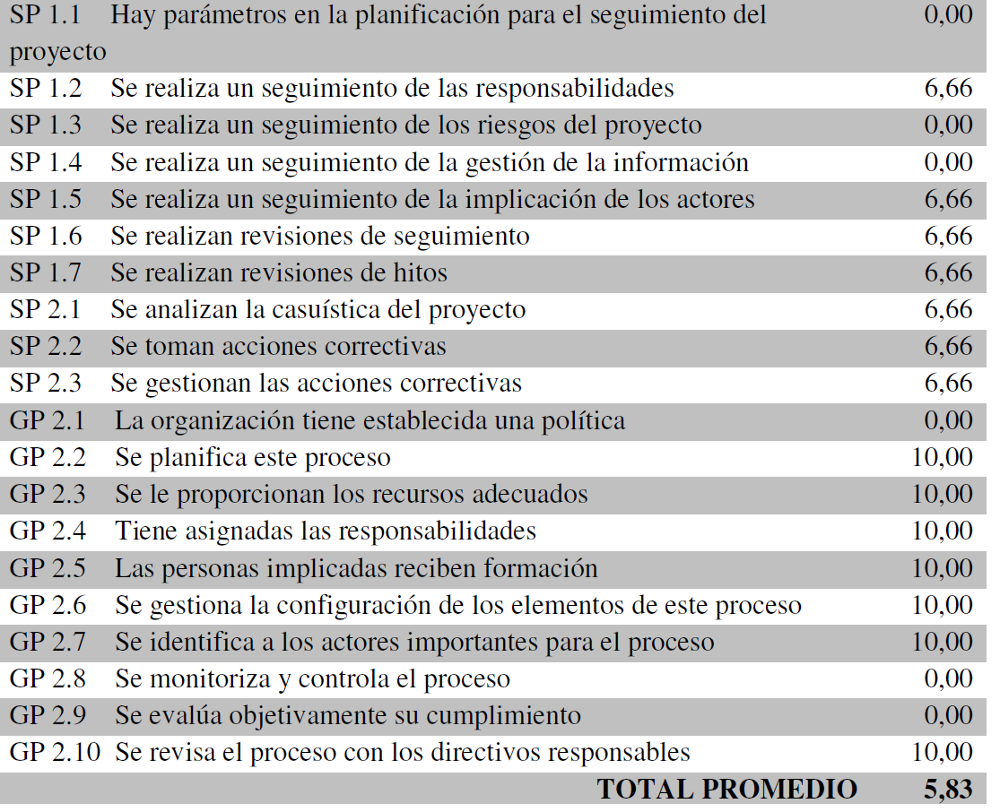 SP 1.1 Hay parámetros en la planificación para el seguimiento del 0,00
proyecto
SP 1.2 Se realiza un seguimiento de las responsabilidades 6,66
SP 1.3 Se realiza un seguimiento de los riesgos del proyecto 0,00
SP 1.4 Se realiza un seguimiento de la gestión de la información 0,00
SP 1.5 Se realiza un seguimiento de la implicación de los actores 6,66
SP 1.6 Se realizan revisiones de seguimiento 6,66
SP 1.7 Se realizan revisiones de hitos 6,66
SP 2.1 Se analizan la casuística del proyecto 6,66
SP 2.2 Se toman acciones correctivas 6,66
SP 2.3 Se gestionan las acciones correctivas 6,66
GP 2.1 La organización tiene establecida una política 0,00
GP 2.2 Se planifica este proceso 10,00
GP 2.3 Se le proporcionan los recursos adecuados 10,00
GP 2.4 Tiene asignadas las responsabilidades 10,00
GP 2.5 Las personas implicadas reciben formación 10,00
GP 2.6 Se gestiona la configuración de los elementos de este proceso 10,00
GP 2.7 Se identifica a los actores importantes para el proceso 10,00
GP 2.8 Se monitoriza y controla el proceso 0,00
GP 2.9 Se evalúa objetivamente su cumplimiento 0,00
GP 2.10 Se revisa el proceso con los directivos responsables 10,00
TOTAL PROMEDIO 5,83